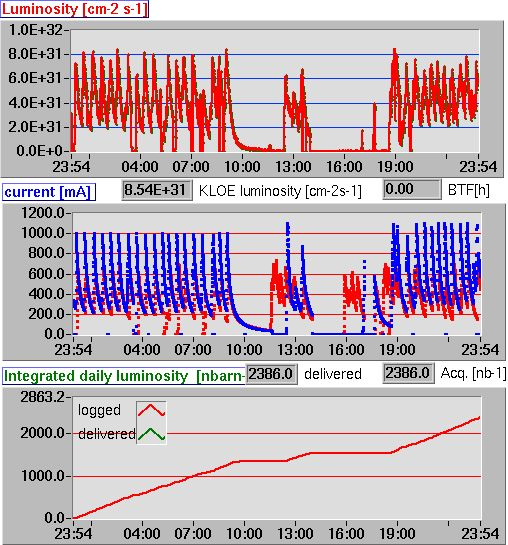 Luminosity [cm-2 s-1]
1.0E+32
8.0E+31
6.0E+31
4.0E+31
2.0E+31
0.0E+0
23:54 04:00 07:00 10:00 13:00 16:00 19:00 23:54
current [mA] 8.54E+31 KLOE luminosity [cm-2s-1] 0.00 BTF[h]
1200.0
1000.0
800.0
600.0
400.0
200.0
0.0
23:54 04:00 07:00 10:00 13:00 16:00 19:00 23:54
Integrated daily luminosity [nbarn- 2386.0 delivered 2386.0 Acq. [nb-1]
2863.2
logged
2000.0
delivered
1000.0
0.0
23:54 04:00 07:00 10:00 13:00 16:00 19:00 23:54